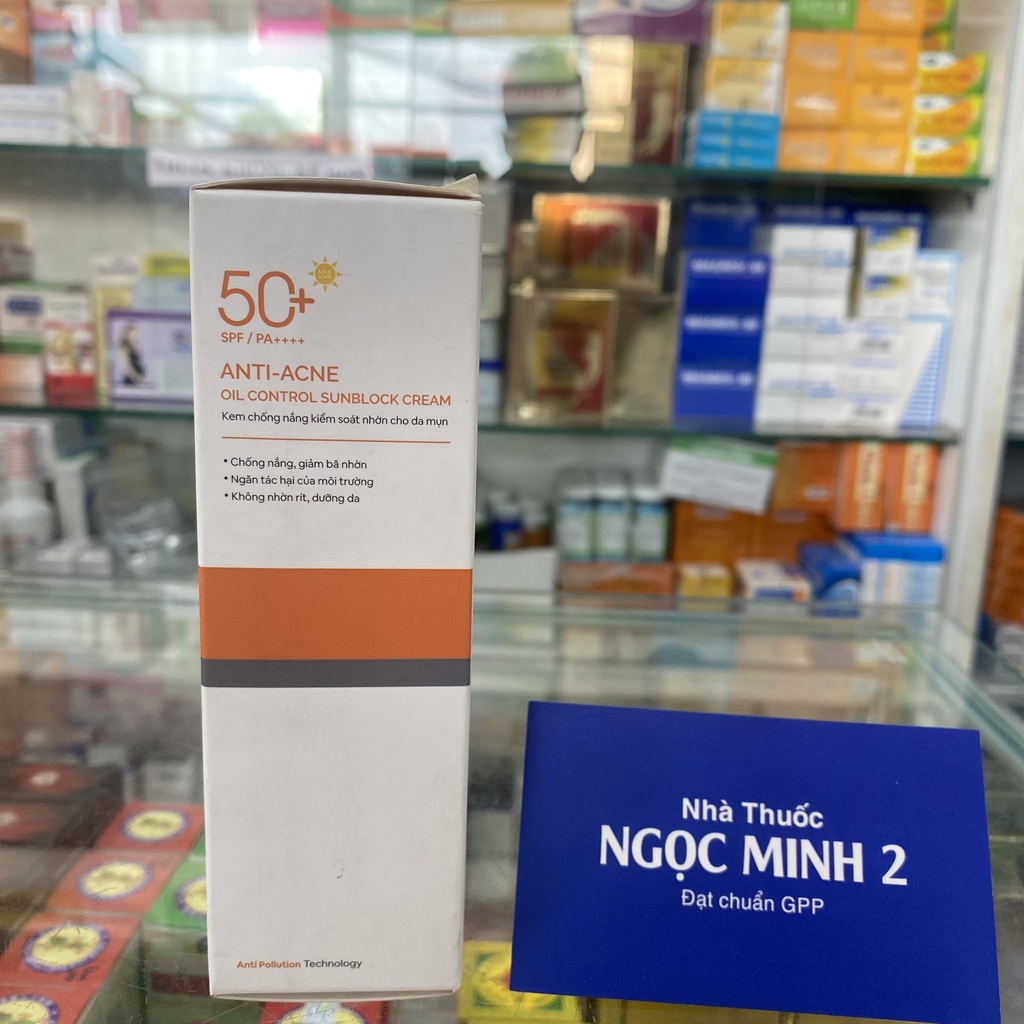 50+
UVA
UVB
SPF / PA++++
ANTI-ACNE
OIL CONTROL SUNBLOCK CREAM
Kem chống nắng kiểm soát nhờn cho da mụn
• Chống nắng, giảm bã nhờn
• Ngăn tác hại của môi trường
• Không nhờn rít, dưỡng da
Anti Pollution Technology
Nhà Thuốc
NGỌC MINH 2
Đạt chuẩn GPP